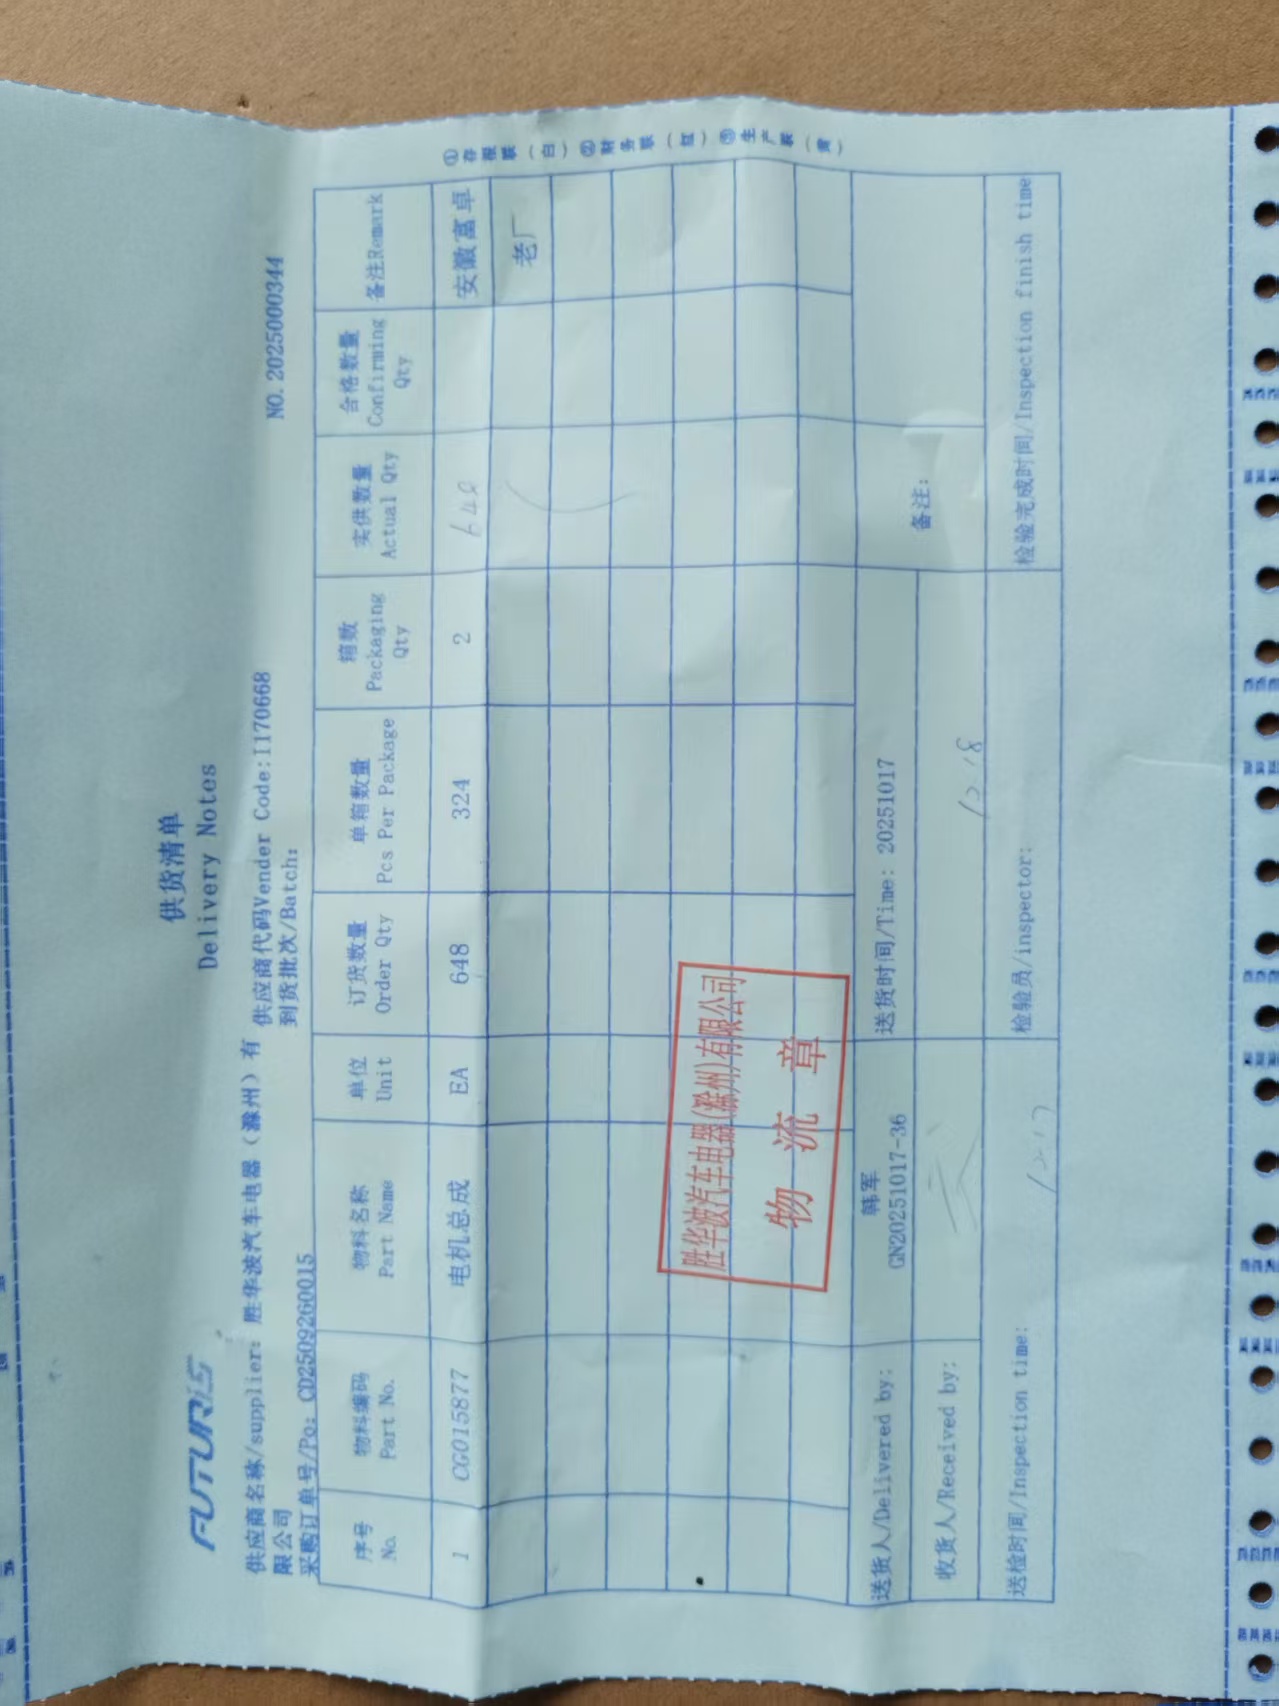 FUTURIS
供货清单
Delivery Notes
供应商名称/supplier: 胜华波汽车电器（滁州）有限公司
供应商代码Vender Code:I170668
NO.2025000344
采购订单号/Po: CD2509260015
到货批次/Batch:
序号 No. 物料编码 Part No. 物料名称 Part Name 单位 Unit 订货数量 Order Qty 单箱数量 Pcs Per Package 箱数 Packaging Qty 实供数量 Actual Qty 合格数量 Confirming Qty 备注Remark
1 CG015877 电机总成 EA 648 324 2 648 安徽富卓
老厂
胜华波汽车电器(滁州)有限公司
物流章
送货人/Delivered by: 韩军 GN20251017-36 送货时间/Time: 20251017
收货人/Received by: 备注:
送检时间/Inspection time: 检验员/inspector: 检验完成时间/Inspection finish time
①存根联（白）②财务联（红）③生产联（黄）